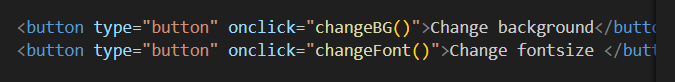 <button type="button" onclick="changeBG()">Change background</butto
<button type="button" onclick="changeFont()">Change fontsize </butt